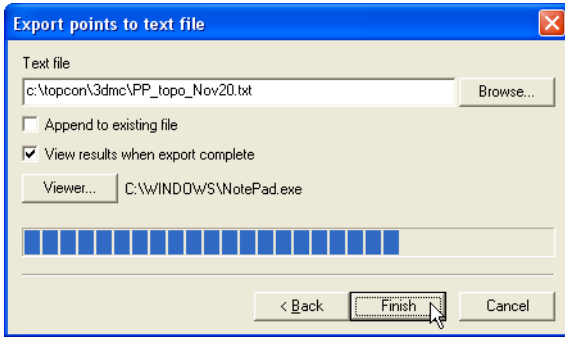 Export points to text file
Text file
c:\topcon\3dmc\PP_topo_Nov20.txt
Browse...
Append to existing file
View results when export complete
Viewer... C:\WINDOWS\NotePad.exe
< Back Finish Cancel